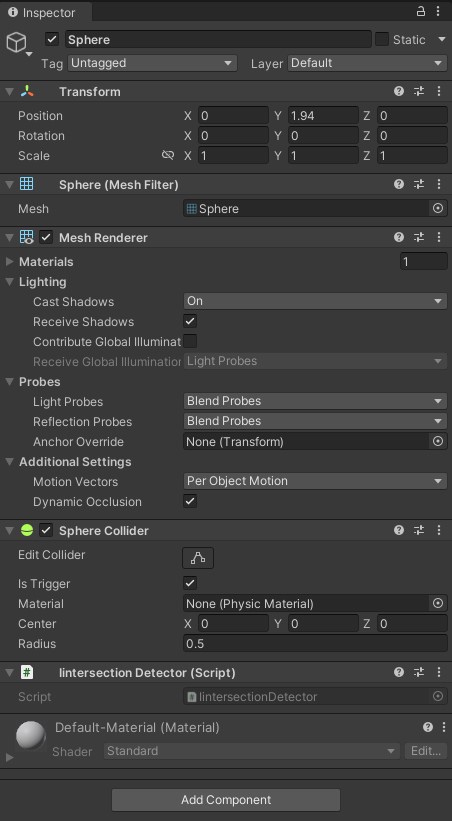 Inspector
Sphere Static
Tag Untagged Layer Default
Transform
Position X 0 Y 1.94 Z 0
Rotation X 0 Y 0 Z 0
Scale X 1 Y 1 Z 1
Sphere (Mesh Filter)
Mesh Sphere
Mesh Renderer
Materials 1
Lighting
Cast Shadows On
Receive Shadows
Contribute Global Illuminat
Receive Global Illumination Light Probes
Probes
Light Probes Blend Probes
Reflection Probes Blend Probes
Anchor Override None (Transform)
Additional Settings
Motion Vectors Per Object Motion
Dynamic Occlusion
Sphere Collider
Edit Collider
Is Trigger
Material None (Physic Material)
Center X 0 Y 0 Z 0
Radius 0.5
Iintersection Detector (Script)
Script IintersectionDetector
Default-Material (Material)
Shader Standard Edit...
Add Component